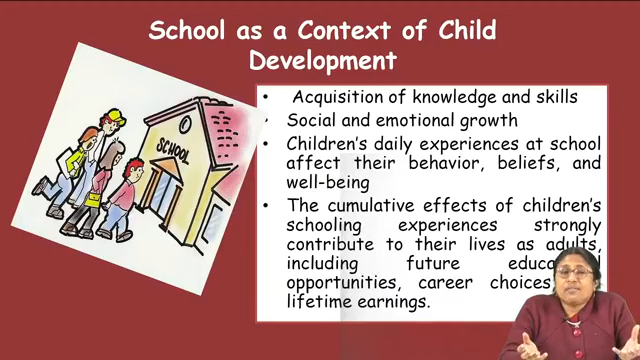 School as a Context of Child
Development
SCHOOL
• Acquisition of knowledge and skills
• Social and emotional growth
• Children's daily experiences at school
affect their behavior, beliefs, and
well-being
• The cumulative effects of children's
schooling experiences strongly
contribute to their lives as adults,
including future
opportunities, career choices
lifetime earnings.